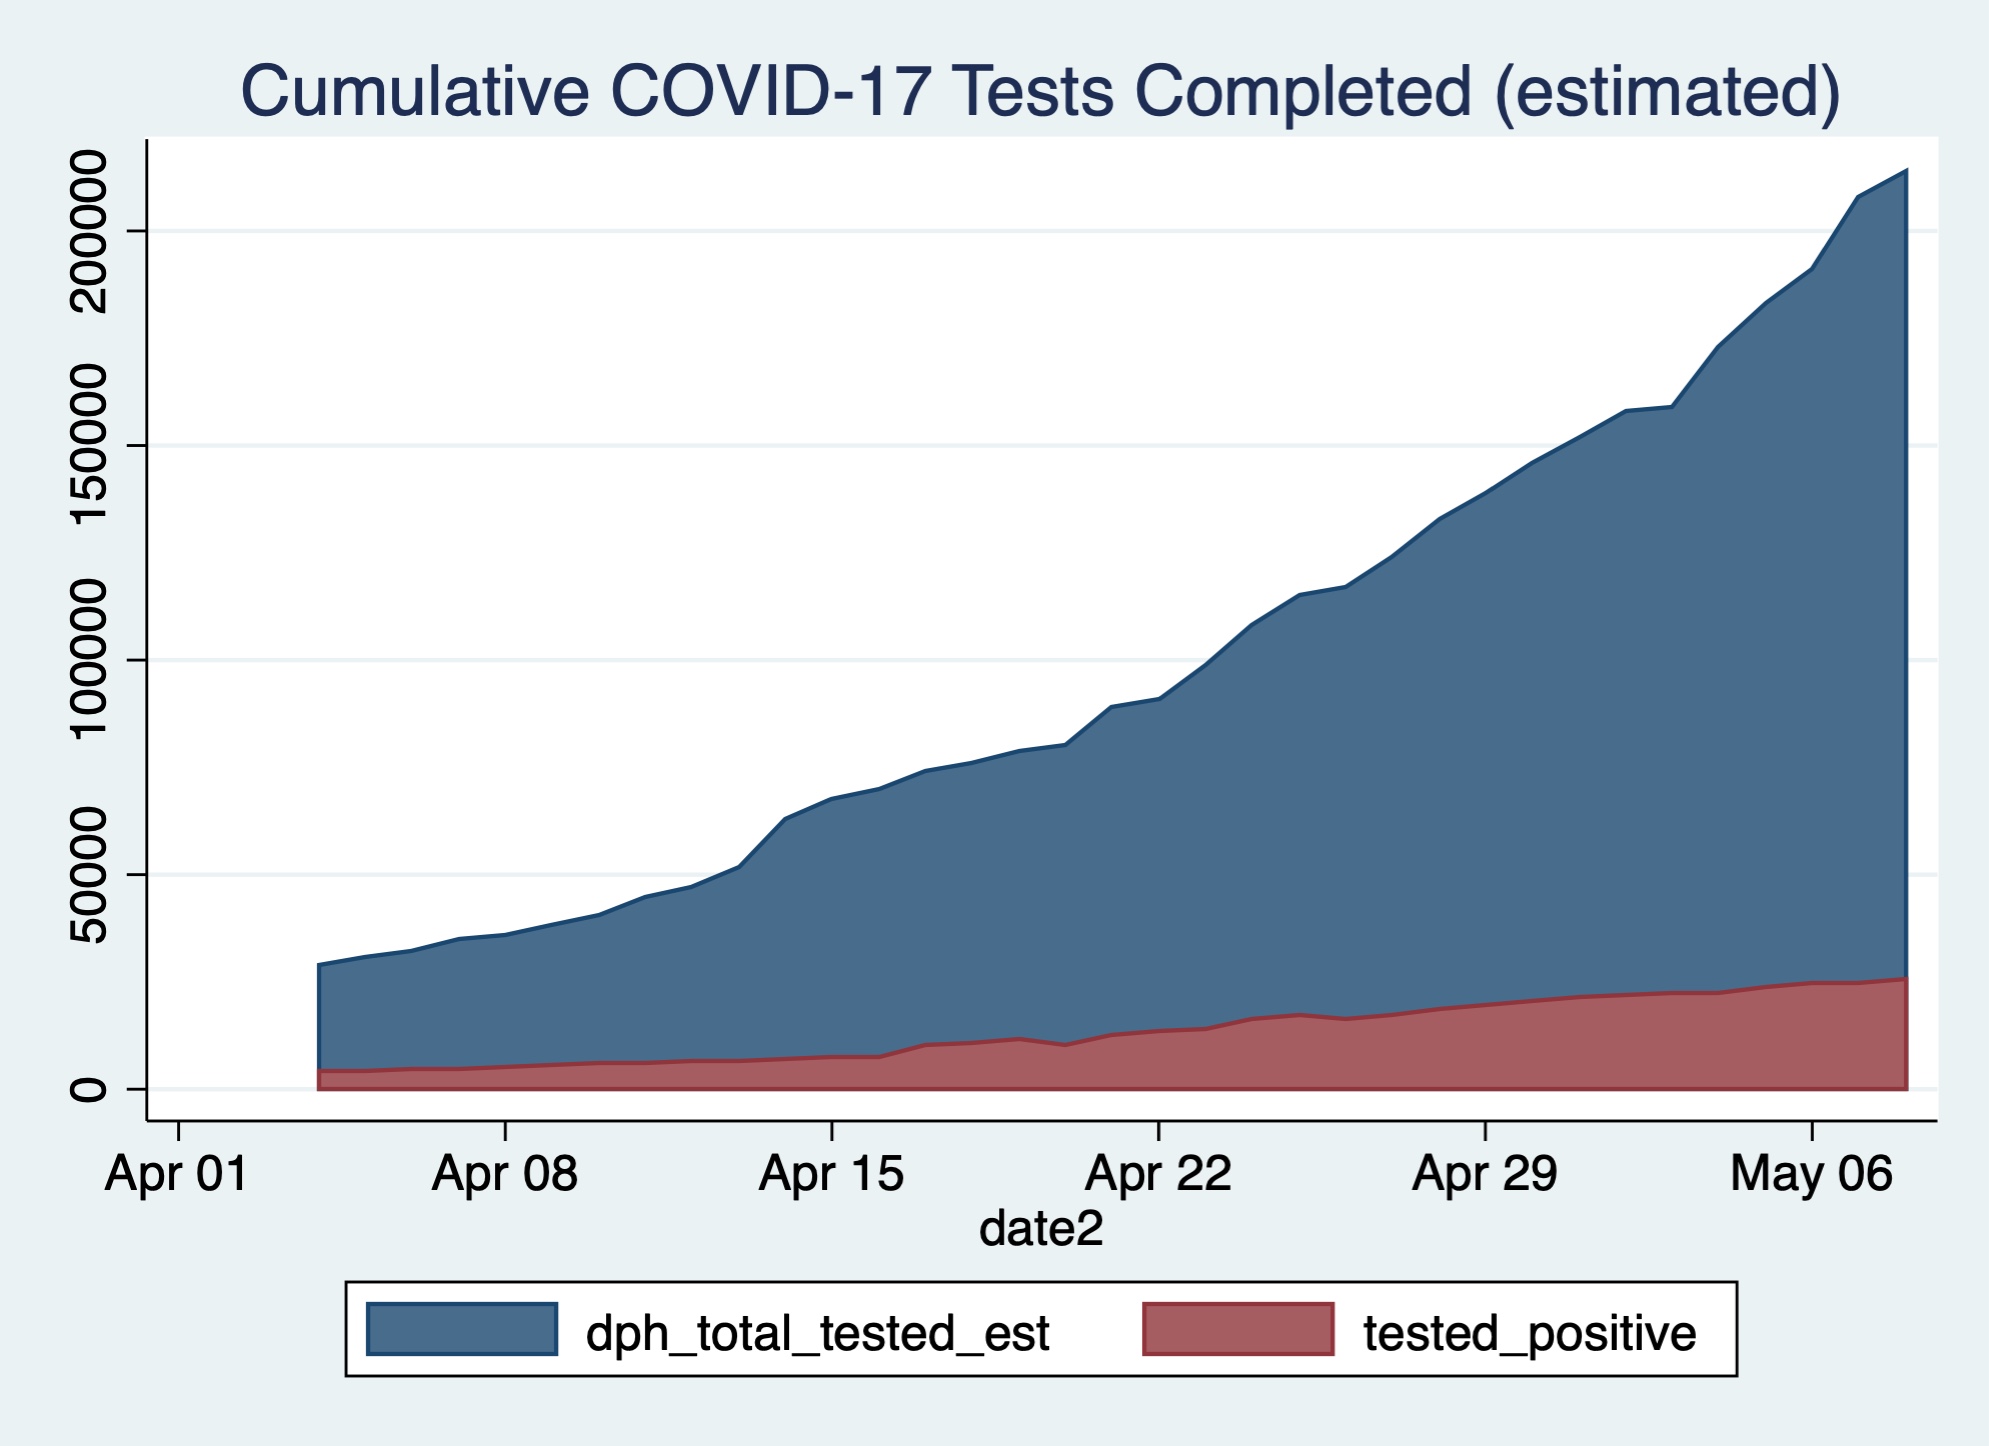 Cumulative COVID-17 Tests Completed (estimated)
200000
150000
100000
50000
0
Apr 01 Apr 08 Apr 15 Apr 22 Apr 29 May 06
date2
dph_total_tested_est tested_positive